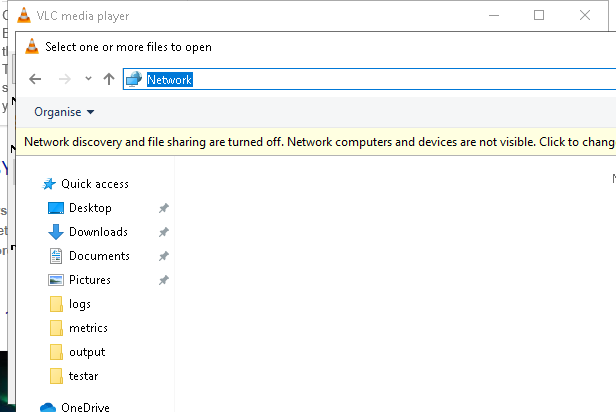 VLC media player
Select one or more files to open
Network
Organise
Network discovery and file sharing are turned off. Network computers and devices are not visible. Click to chang
Quick access
Desktop
Downloads
Documents
Pictures
logs
metrics
output
testar
OneDrive